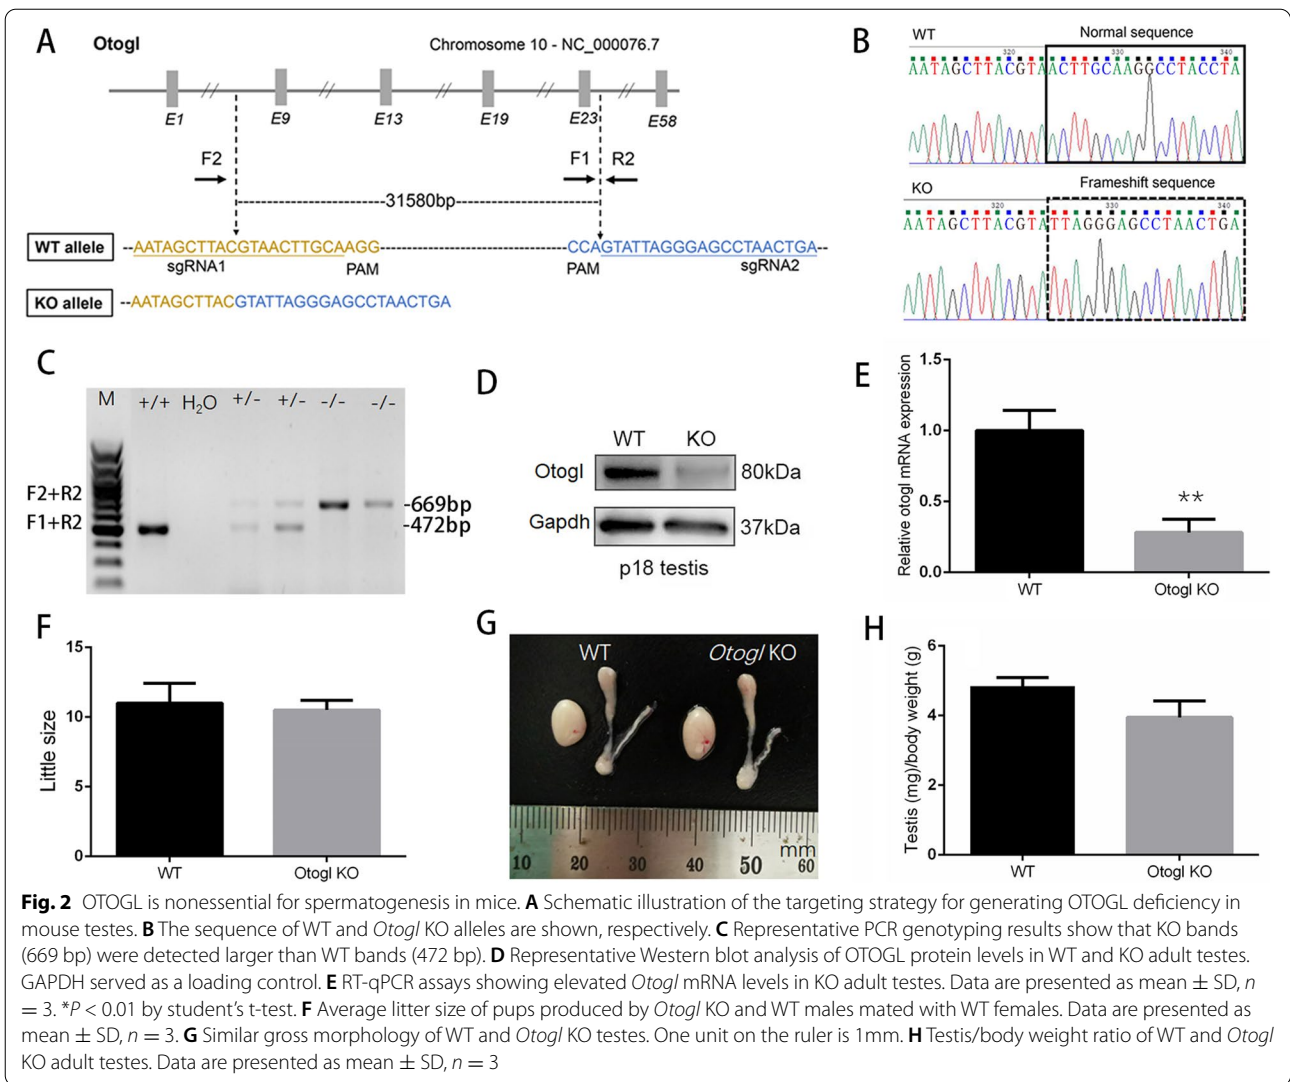 A
Otogl
Chromosome 10 - NC_000076.7
E1
E9
E13
E19
E23
E58
F2
F1
R2
31580bp
WT allele
--AATAGCTTACGTAACTTGCAAGG
CCAGTATTAGGGAGCCTAACTGA--
sgRNA1
PAM
PAM
sgRNA2
KO allele
--AATAGCTTACGTATTAGGGAGCCTAACTGA
B
WT
Normal sequence
320
330
340
AATAGCTTACGTAACTTGCAAGGCCTACCTA
KO
Frameshift sequence
320
330
340
AATAGCTTACGTATTAGGGAGCCTAACTGA
C
M
+/+
H2O
+/-
+/-
-/-
-/-
F2+R2
F1+R2
-669bp
-472bp
D
WT
KO
Otogl
80kDa
Gapdh
37kDa
p18 testis
E
Relative otogl mRNA expression
1.5
1.0
0.5
0.0
**
WT
Otogl KO
F
Little size
15
10
5
0
WT
Otogl KO
G
WT
Otogl KO
10
20
30
40
50
mm
60
H
Testis (mg)/body weight (g)
6
4
2
0
WT
Otogl KO
Fig. 2 OTOGL is nonessential for spermatogenesis in mice. A Schematic illustration of the targeting strategy for generating OTOGL deficiency in
mouse testes. B The sequence of WT and Otogl KO alleles are shown, respectively. C Representative PCR genotyping results show that KO bands
(669 bp) were detected larger than WT bands (472 bp). D Representative Western blot analysis of OTOGL protein levels in WT and KO adult testes.
GAPDH served as a loading control. E RT-qPCR assays showing elevated Otogl mRNA levels in KO adult testes. Data are presented as mean ± SD, n
= 3. *P < 0.01 by student's t-test. F Average litter size of pups produced by Otogl KO and WT males mated with WT females. Data are presented as
mean ± SD, n = 3. G Similar gross morphology of WT and Otogl KO testes. One unit on the ruler is 1mm. H Testis/body weight ratio of WT and Otogl
KO adult testes. Data are presented as mean ± SD, n = 3